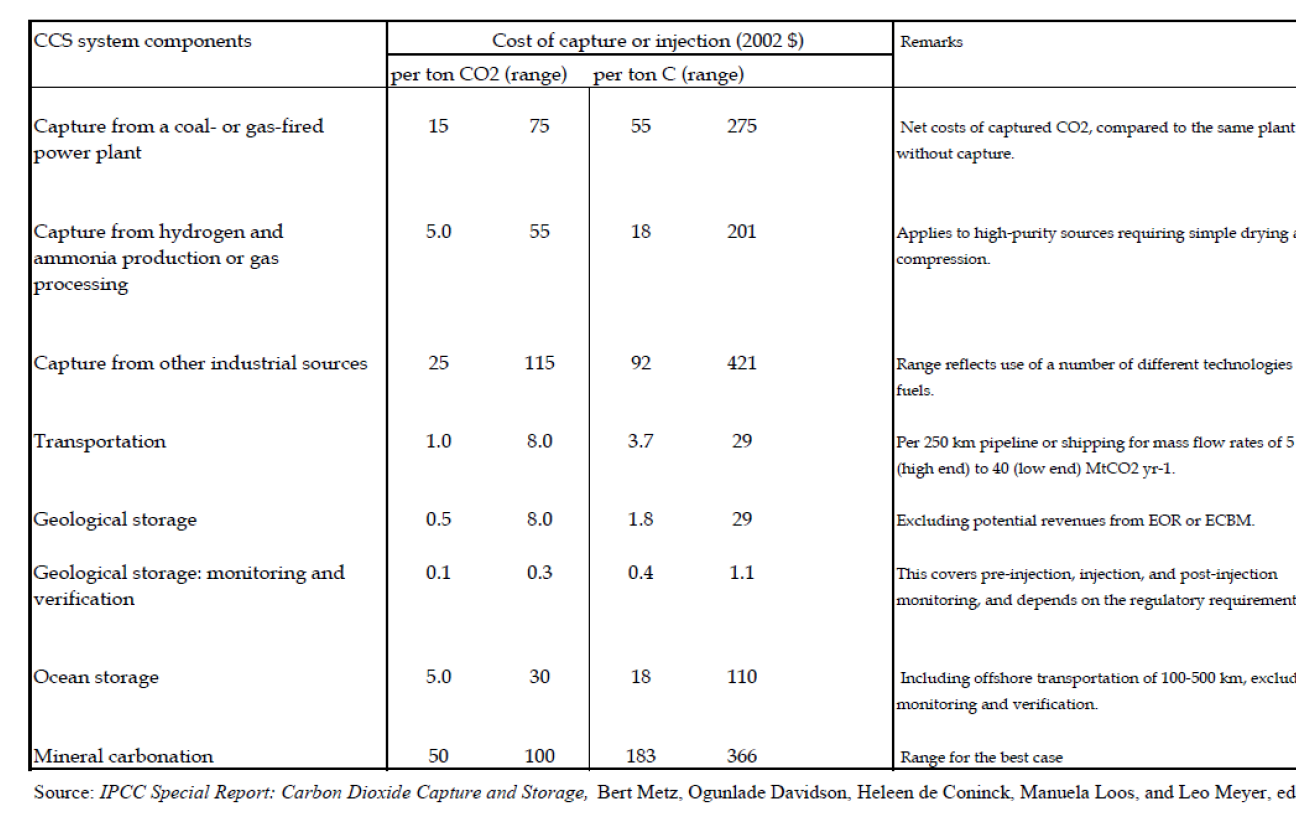 CCS system components Cost of capture or injection (2002 $) Remarks
per ton CO2 (range) per ton C (range)
Capture from a coal- or gas-fired 15 75 55 275 Net costs of captured CO2, compared to the same plant
power plant without capture.
Capture from hydrogen and 5.0 55 18 201 Applies to high-purity sources requiring simple drying
ammonia production or gas compression.
processing
Capture from other industrial sources 25 115 92 421 Range reflects use of a number of different technologies
fuels.
Transportation 1.0 8.0 3.7 29 Per 250 km pipeline or shipping for mass flow rates of 5
(high end) to 40 (low end) MtCO2 yr-1.
Geological storage 0.5 8.0 1.8 29 Excluding potential revenues from EOR or ECBM.
Geological storage: monitoring and 0.1 0.3 0.4 1.1 This covers pre-injection, injection, and post-injection
verification monitoring, and depends on the regulatory requirement
Ocean storage 5.0 30 18 110 Including offshore transportation of 100-500 km, exclud
monitoring and verification.
Mineral carbonation 50 100 183 366 Range for the best case
Source: IPCC Special Report: Carbon Dioxide Capture and Storage, Bert Metz, Ogunlade Davidson, Heleen de Coninck, Manuela Loos, and Leo Meyer, ed